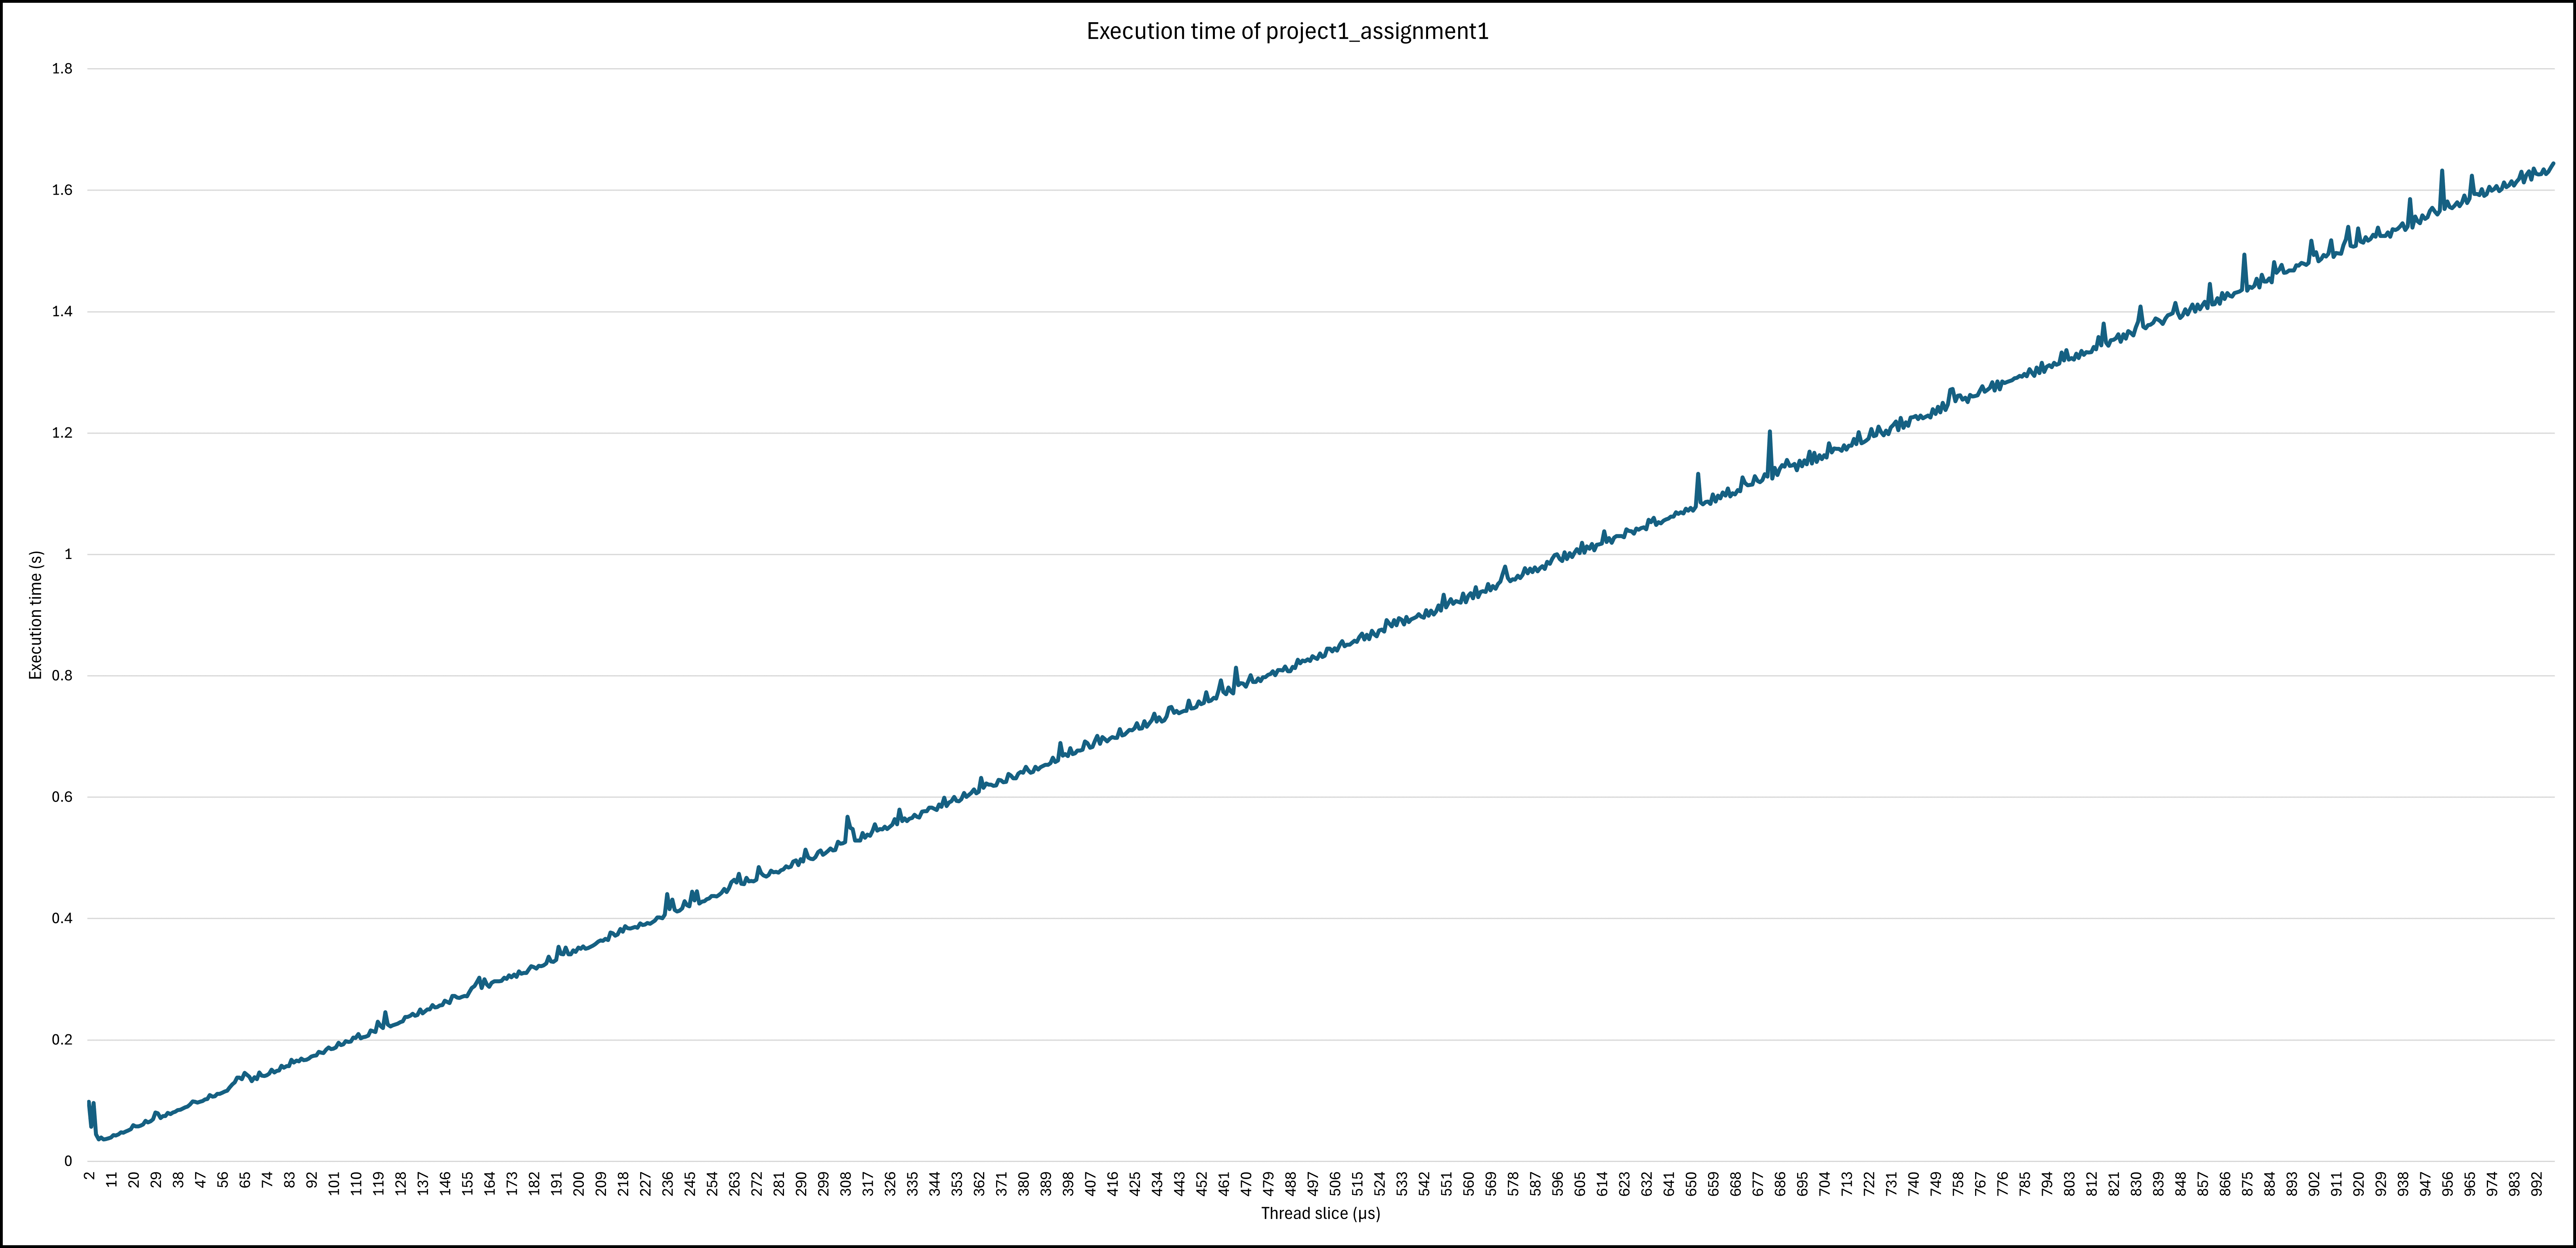 Execution time of project1_assignment1
1.8
1.6
1.4
1.2
1
0.8
0.6
0.4
0.2
0
Execution time (s)
2 11 20 29 38 47 56 65 74 83 92 101 110 119 128 137 146 155 164 173 182 191 200 209 218 227 236 245 254 263 272 281 290 299 308 317 326 335 344 353 362 371 380 389 398 407 416 425 434 443 452 461 470 479 488 497 506 515 524 533 542 551 560 569 578 587 596 605 614 623 632 641 650 659 668 677 686 695 704 713 722 731 740 749 758 767 776 785 794 803 812 821 830 839 848 857 866 875 884 893 902 911 920 929 938 947 956 965 974 983 992
Thread slice (µs)